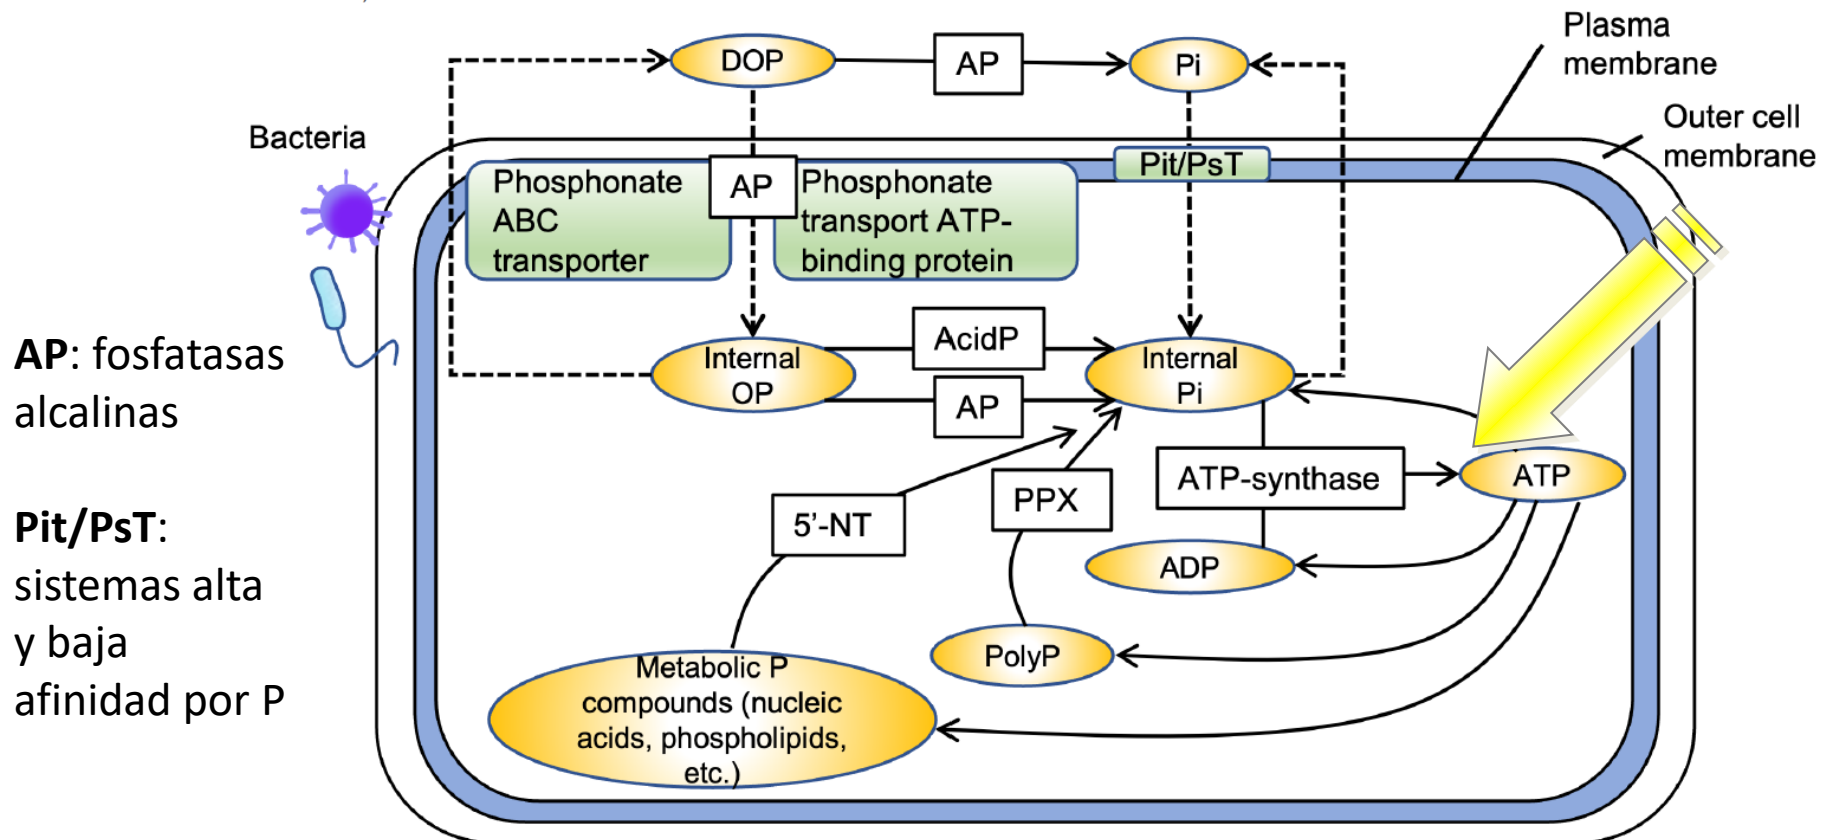 DOP
AP
Pi
Plasma
membrane
Outer cell
membrane
Bacteria
Phosphonate
ABC
transporter
AP
Phosphonate
transport ATP-
binding protein
Pit/PsT
AP: fosfatasas
alcalinas
Pit/PsT:
sistemas alta
y baja
afinidad por P
Internal
OP
AcidP
AP
Internal
Pi
ATP-synthase
ATP
5’-NT
PPX
ADP
PolyP
Metabolic P
compounds (nucleic
acids, phospholipids,
etc.)